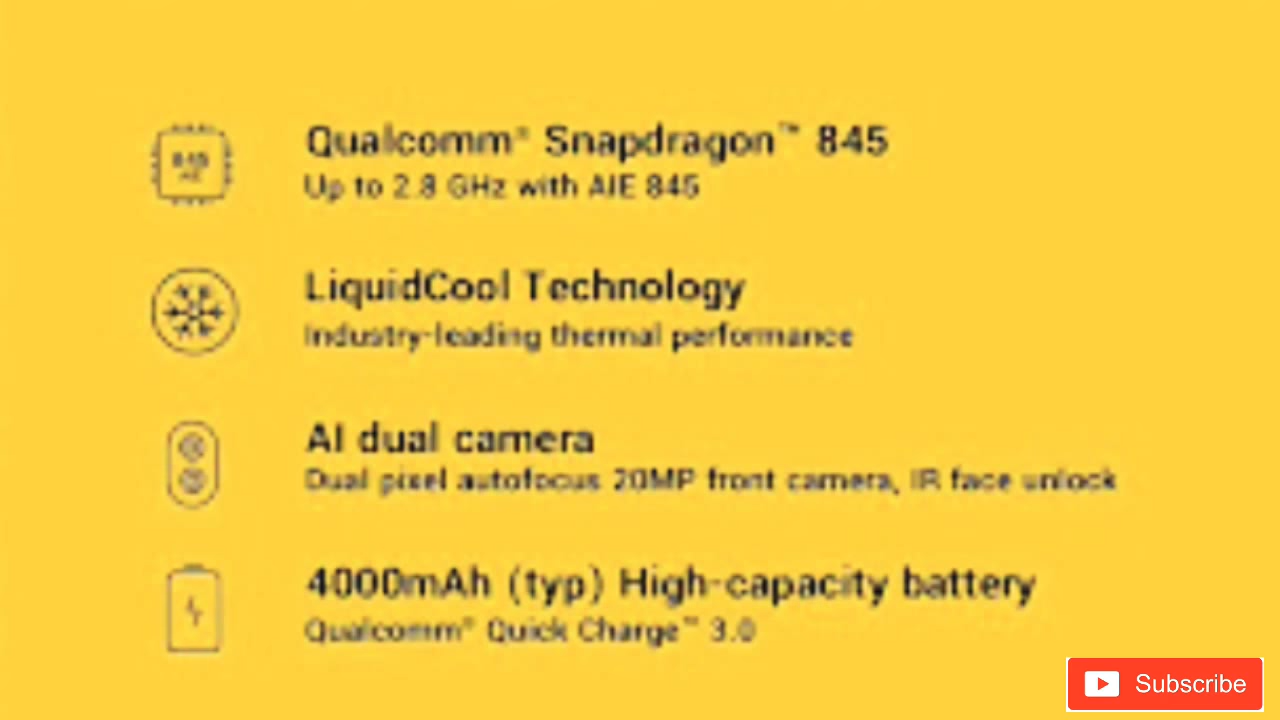 845
Qualcomm® Snapdragon™ 845
Up to 2.8 GHz with AIE 845
LiquidCool Technology
Industry-leading thermal performance
AI dual camera
Dual pixel autofocus 20MP front camera, IR face unlock
4000mAh (typ) High-capacity battery
Qualcomm® Quick Charge™ 3.0
Subscribe